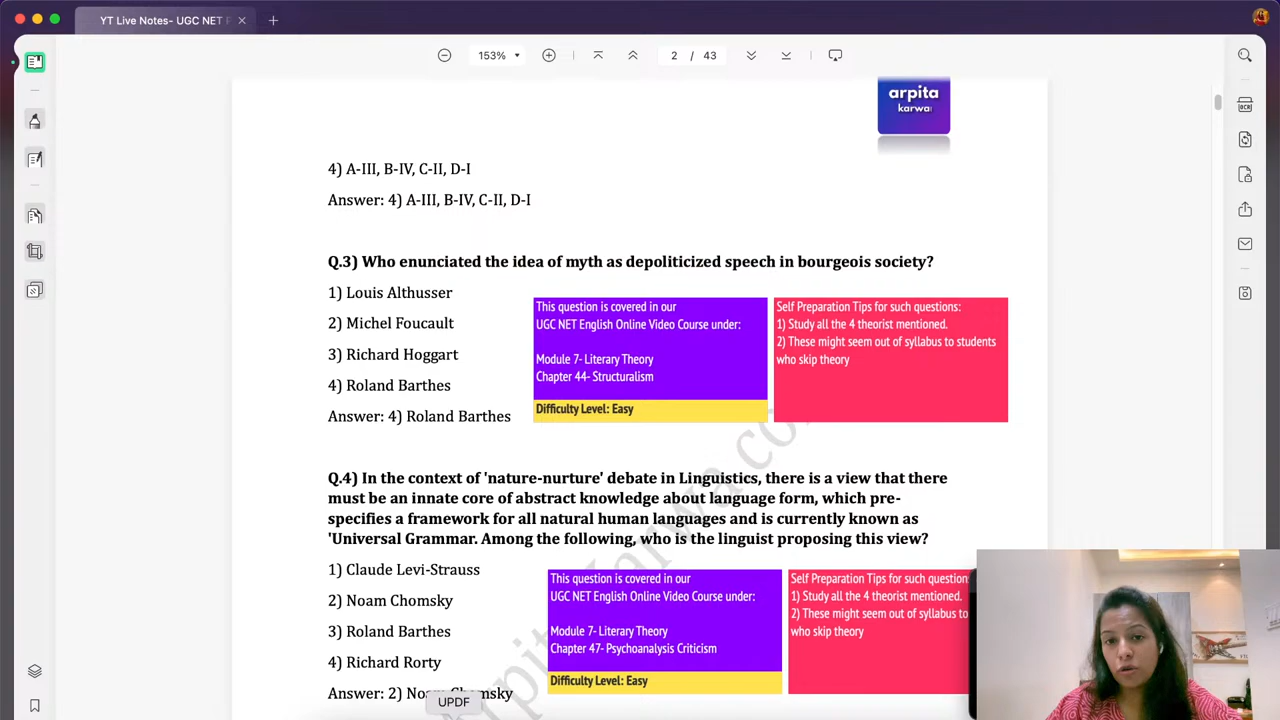 YT Live Notes- UGC NET P
153%
2 / 43
arpita
karwa
4) A-III, B-IV, C-II, D-I
Answer: 4) A-III, B-IV, C-II, D-I
Q.3) Who enunciated the idea of myth as depoliticized speech in bourgeois society?
1) Louis Althusser
2) Michel Foucault
3) Richard Hoggart
4) Roland Barthes
Answer: 4) Roland Barthes
This question is covered in our
UGC NET English Online Video Course under:
Module 7- Literary Theory
Chapter 44- Structuralism
Difficulty Level: Easy
Self Preparation Tips for such questions:
1) Study all the 4 theorist mentioned.
2) These might seem out of syllabus to students
who skip theory
Q.4) In the context of 'nature-nurture' debate in Linguistics, there is a view that there
must be an innate core of abstract knowledge about language form, which pre-
specifies a framework for all natural human languages and is currently known as
'Universal Grammar. Among the following, who is the linguist proposing this view?
1) Claude Levi-Strauss
2) Noam Chomsky
3) Roland Barthes
4) Richard Rorty
Answer: 2) Noam Chomsky
This question is covered in our
UGC NET English Online Video Course under:
Module 7- Literary Theory
Chapter 47- Psychoanalysis Criticism
Difficulty Level: Easy
Self Preparation Tips for such question
1) Study all the 4 theorist mentioned.
2) These might seem out of syllabus to
who skip theory
UPDF
OCR